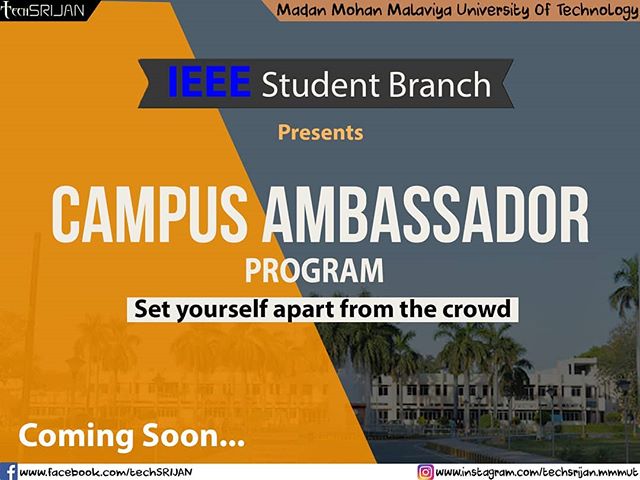 techSRIJAN
Madan Mohan Malaviya University Of Technology
IEEE Student Branch
Presents
CAMPUS AMBASSADOR
PROGRAM
Set yourself apart from the crowd
Coming Soon...
www.facebook.com/techSRIJAN
www.instagram.com/techsrijan.mmmut